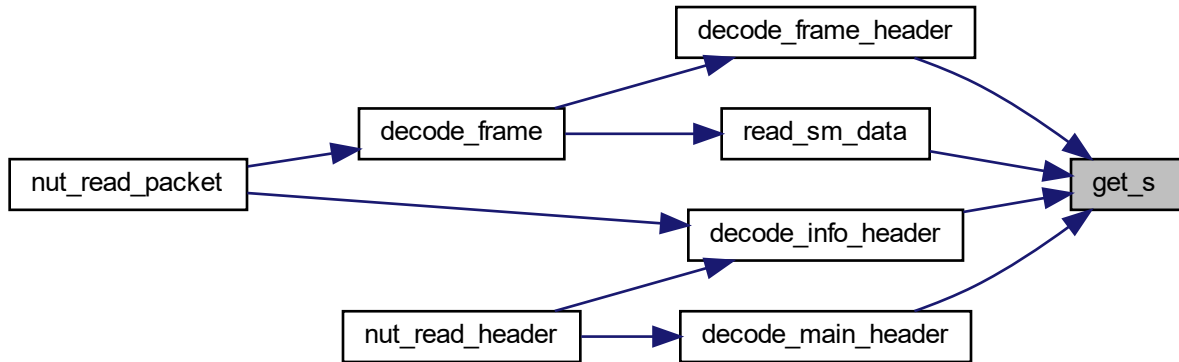 decode_frame_header
decode_frame
read_sm_data
nut_read_packet
get_s
decode_info_header
nut_read_header
decode_main_header